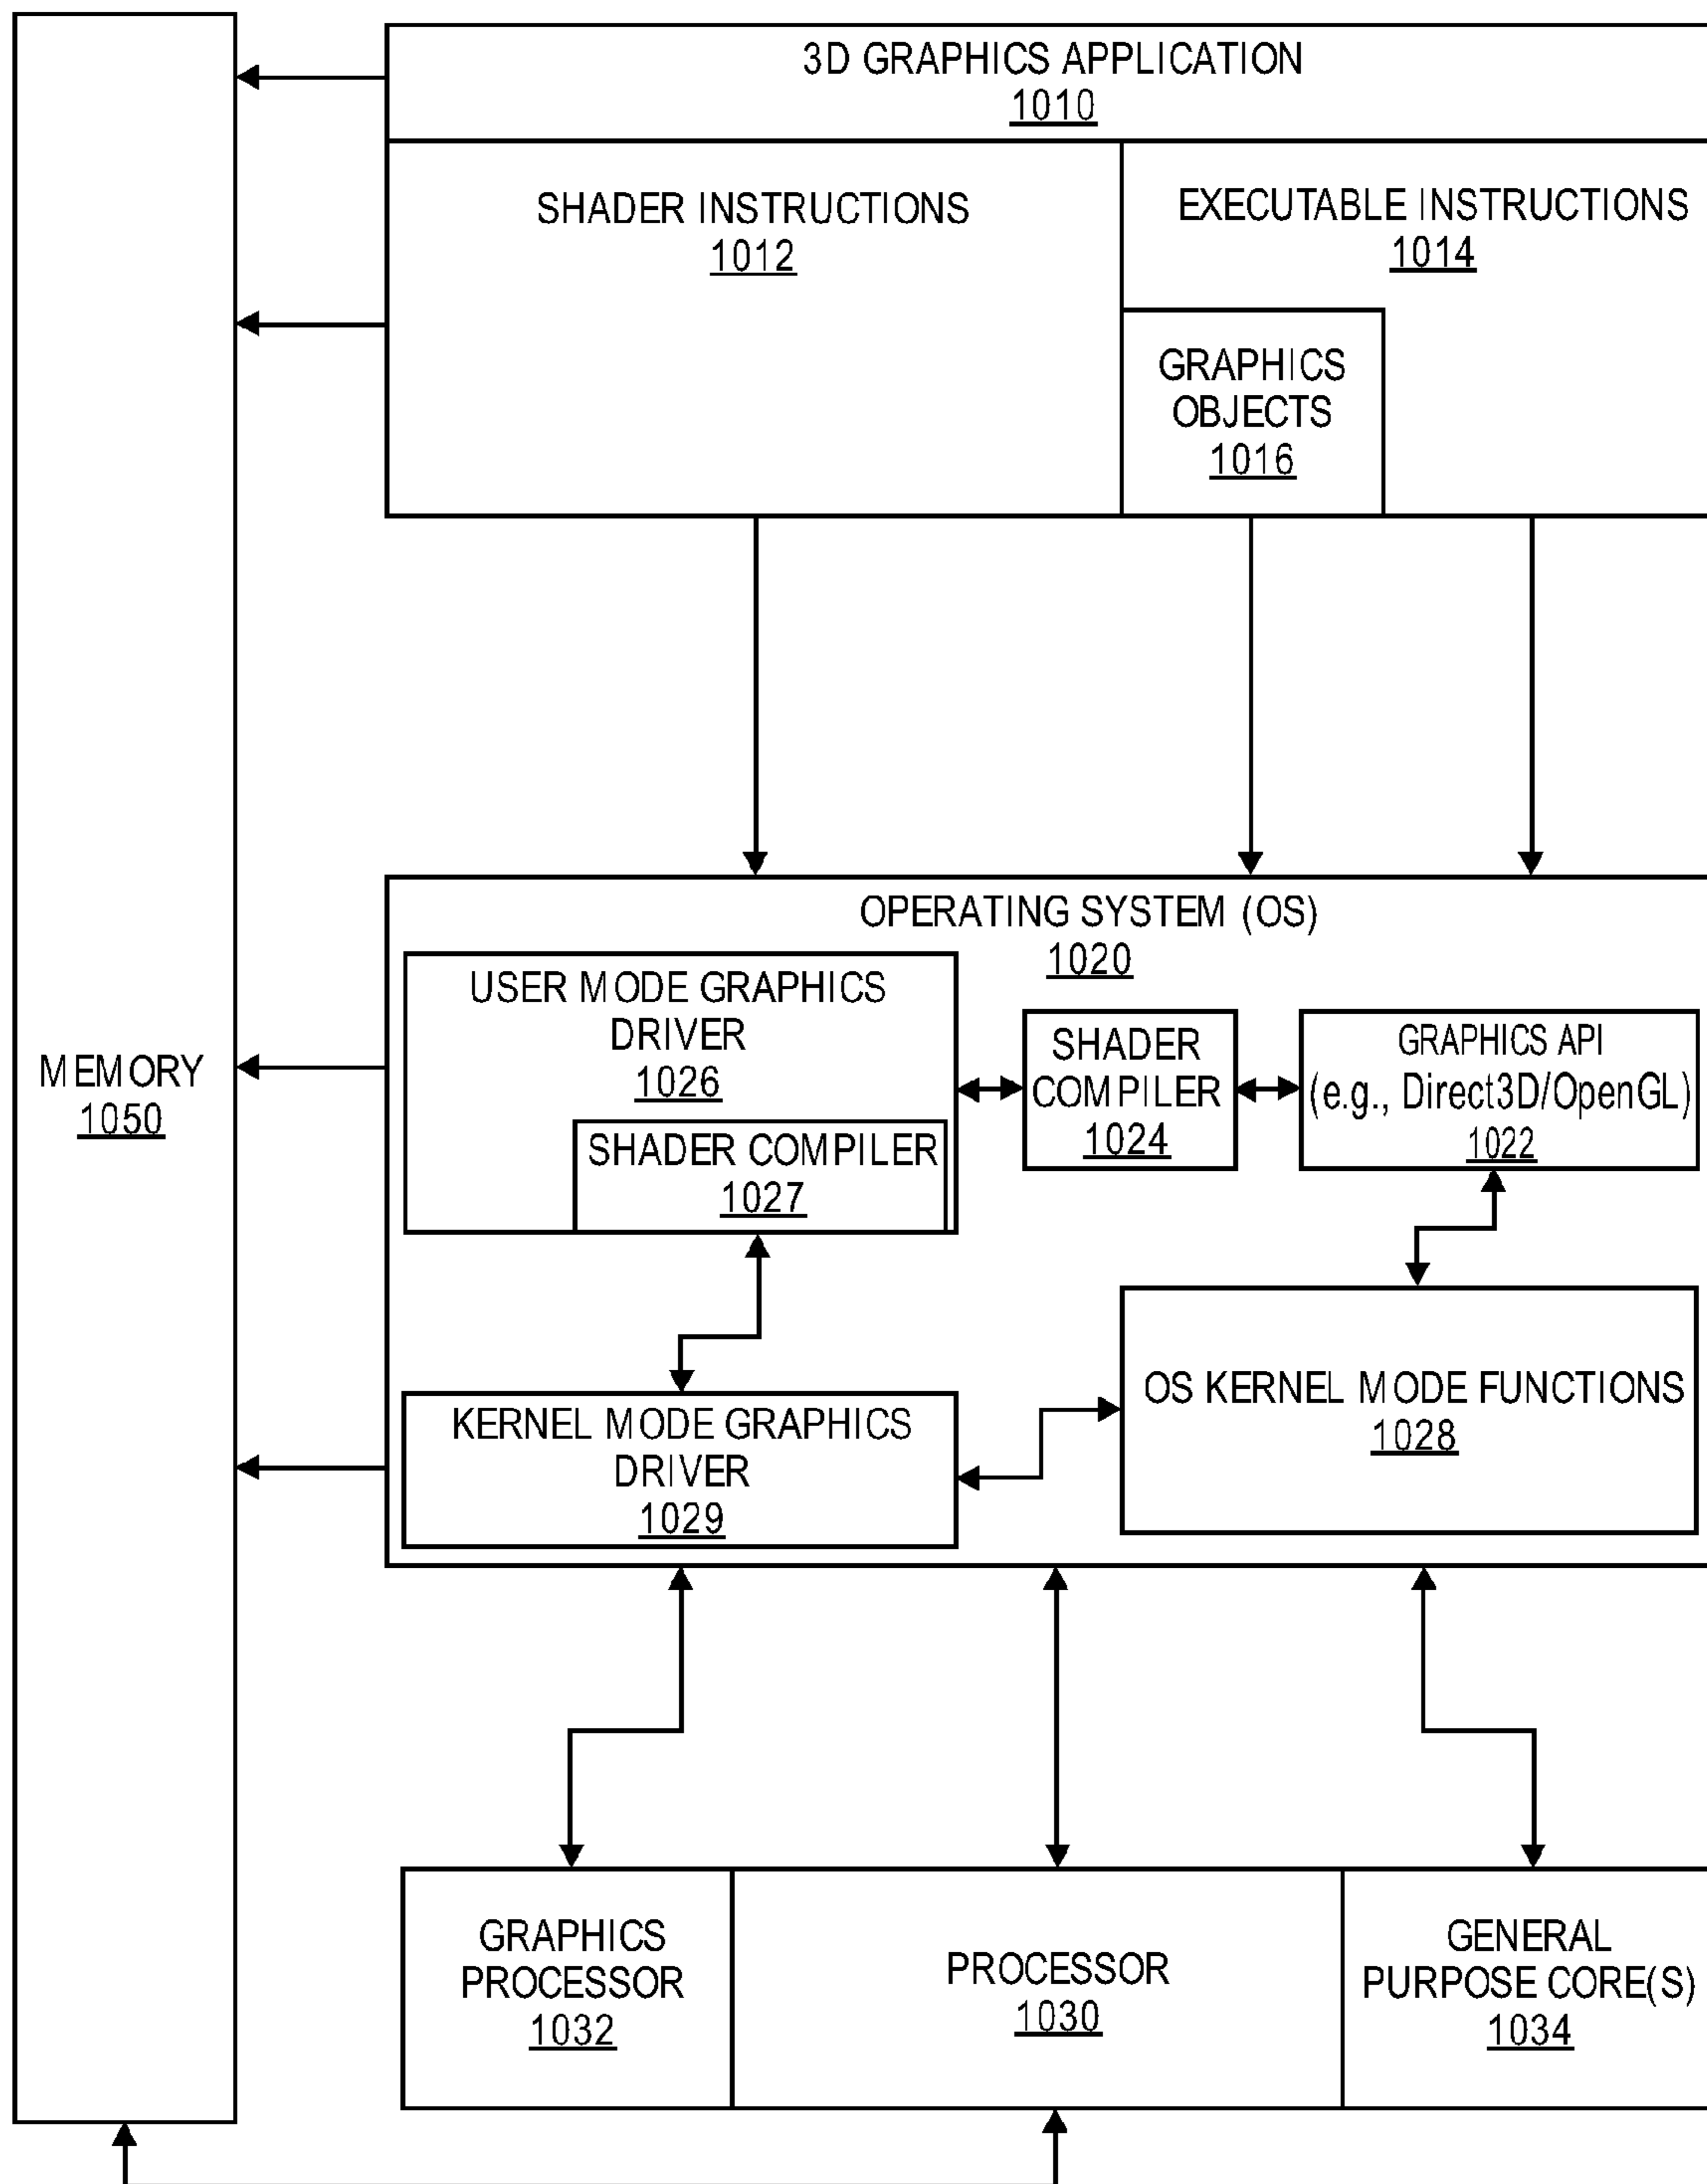 3D GRAPHICS APPLICATION
1010
SHADER INSTRUCTIONS
1012
EXECUTABLE INSTRUCTIONS
1014
GRAPHICS
OBJECTS
1016
OPERATING SYSTEM (OS)
1020
USER MODE GRAPHICS
DRIVER
1026
SHADER COMPILER
1027
SHADER
COMPILER
1024
GRAPHICS API
(e.g., Direct3D/OpenGL)
1022
MEMORY
1050
OS KERNEL MODE FUNCTIONS
1028
KERNEL MODE GRAPHICS
DRIVER
1029
GRAPHICS
PROCESSOR
1032
PROCESSOR
1030
GENERAL
PURPOSE CORE(S)
1034